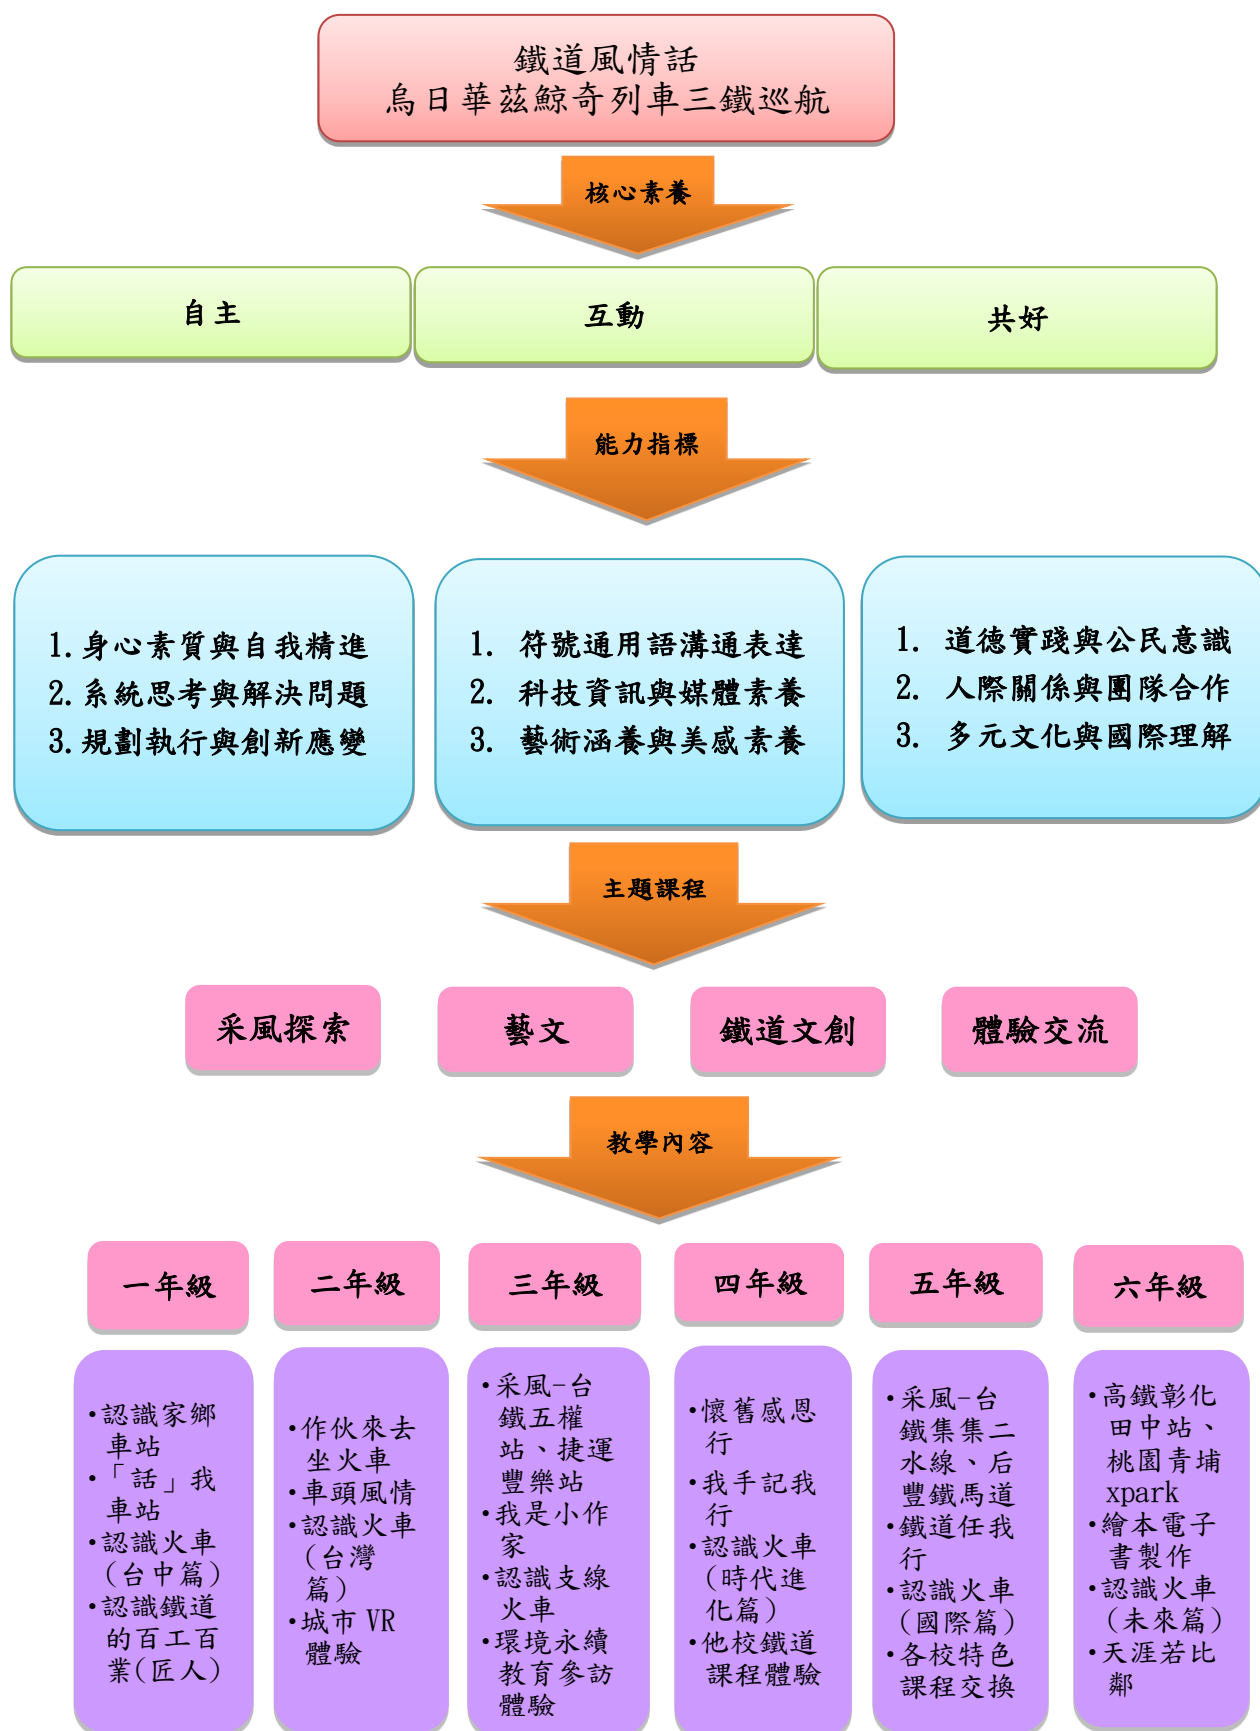 鐵道風情話
烏日華茲鯨奇列車三鐵巡航
核心素養
自主
互動
共好
能力指標
1.身心素質與自我精進
2.系統思考與解決問題
3.規劃執行與創新應變
1. 符號通用語溝通表達
2. 科技資訊與媒體素養
3. 藝術涵養與美感素養
1. 道德實踐與公民意識
2. 人際關係與團隊合作
3. 多元文化與國際理解
主題課程
采風探索
藝文
鐵道文創
體驗交流
教學內容
一年級
二年級
三年級
四年級
五年級
六年級
•認識家鄉
車站
•「話」我
車站
•認識火車
(台中篇)
•認識鐵道
的百工百
業(匠人)
•作伙來去
坐火車
•車頭風情
•認識火車
(台灣
篇)
•城市 VR
體驗
•采風-台
鐵五權
站、捷運
豐樂站
•我是小作
家
•認識支線
火車
•環境永續
教育參訪
體驗
•懷舊感恩
行
•我手記我
行
•認識火車
(時代進
化篇)
•他校鐵道
課程體驗
•采風-台
鐵集集二
水線、后
豐鐵馬道
•鐵道任我
行
•認識火車
(國際篇)
•各校特色
課程交換
•高鐵彰化
田中站、
桃園青埔
xpark
•繪本電子
書製作
•認識火車
(未來篇)
•天涯若比
鄰